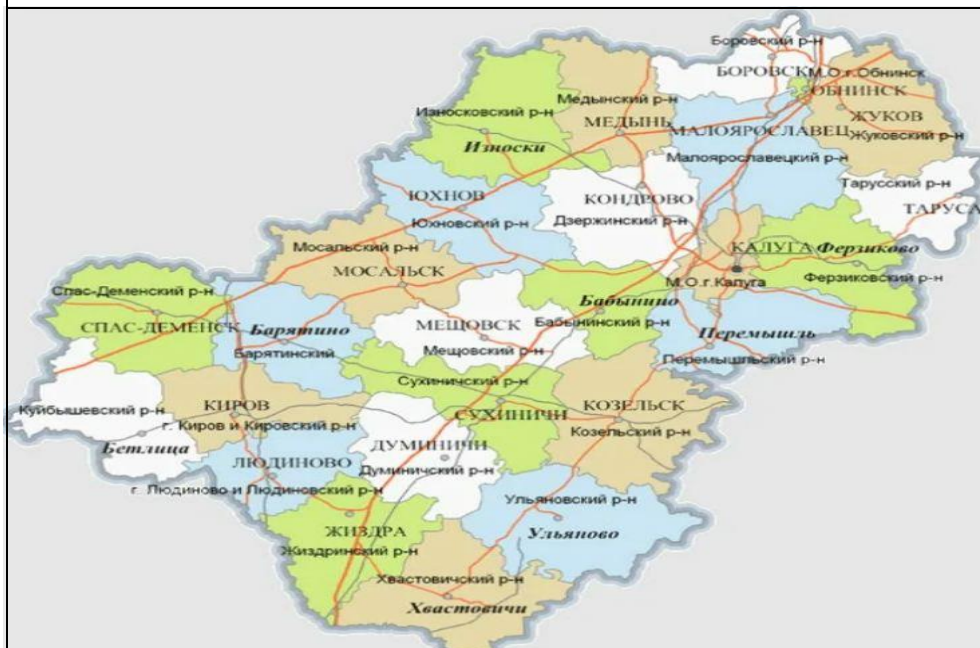 Боровский р-н
БОРОВСК
М.О.г.Обнинск
ОБНИНСК
Износковский р-н
Износки
Медынский р-н
МЕДЫНЬ
МАЛОЯРОСЛАВЕЦ
Малоярославецкий р-н
ЖУКОВ
Жуковский р-н
Тарусский р-н
ТАРУСА
ЮХНОВ
Юхновский р-н
КОНДРОВО
Дзержинский р-н
КАЛУГА
М.О.г.Калуга
Ферзиково
Ферзиковский р-н
Мосальский р-н
МОСАЛЬСК
Спас-Деменский р-н
СПАС-ДЕМЕНСК
Барятино
Барятинский
МЕЩОВСК
Мещовский р-н
Бабынино
Бабынинский р-н
Перемышль
Перемышльский р-н
Куйбышевский р-н
Бетлица
КИРОВ
г. Киров и Кировский р-н
Сухиничский р-н
СУХИНИЧИ
КОЗЕЛЬСК
Козельский р-н
ДУМИНИЧИ
Думиничский р-н
ЛЮДИНОВО
г. Людиново и Людиновский р-н
Ульяновский р-н
Ульяново
ЖИЗДРА
Жиздринский р-н
Хвастовичский р-н
Хвастовичи